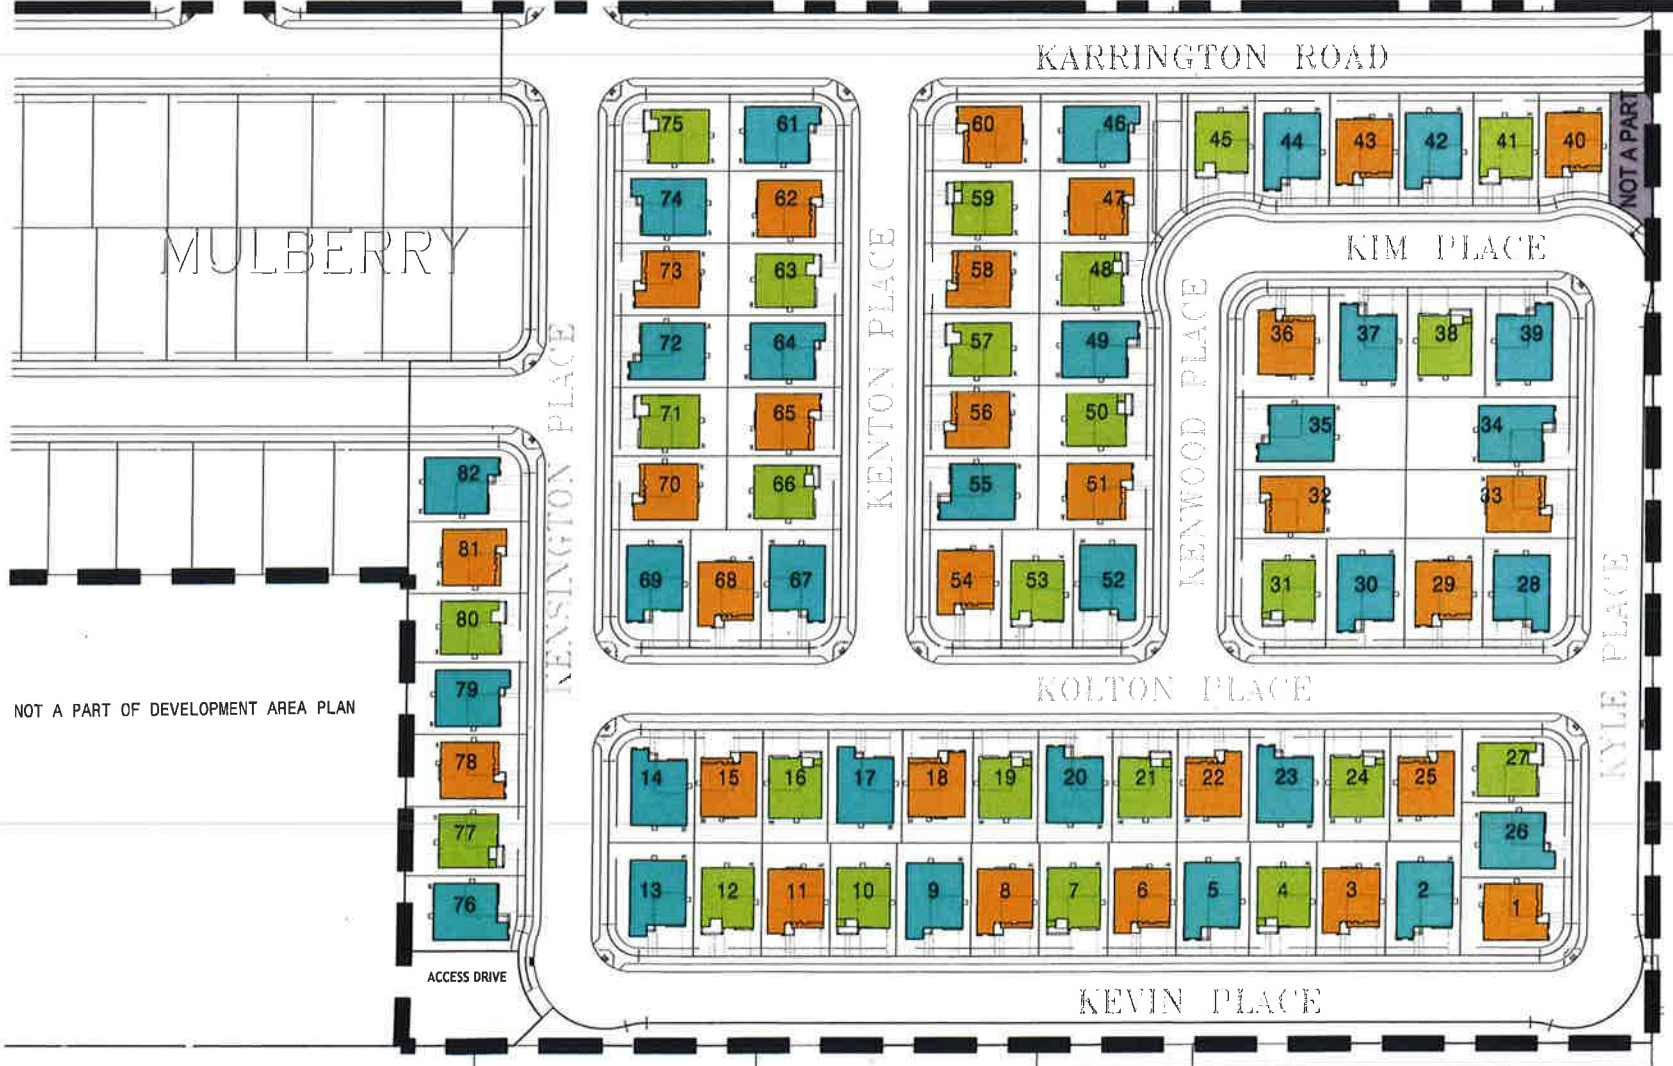 KARRINGTON ROAD
75 61 60 46 45 44 43 42 41 40
NOT A PART
74 62 59 47
MULBERRY
KIM PLACE
73 63 58 48
36 37 38 39
72 64 57 49
KENSINGTON PLACE
KENTON PLACE
KENWOOD PLACE
71 65 56 50 35 34
82 70 66 55 51 32 33
81
69 68 67 54 53 52 31 30 29 28
80
KYLE PLACE
79
KOLTON PLACE
NOT A PART OF DEVELOPMENT AREA PLAN
78 14 15 16 17 18 19 20 21 22 23 24 25 27
77 26
76 13 12 11 10 9 8 7 6 5 4 3 2 1
ACCESS DRIVE
KEVIN PLACE